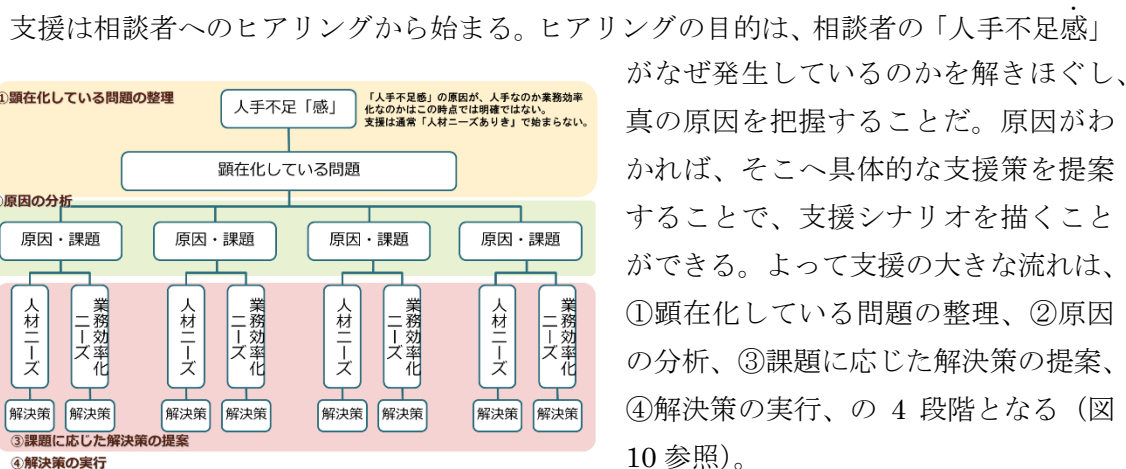 支援は相談者へのヒアリングから始まる。ヒアリングの目的は、相談者の「人手不足感」
がなぜ発生しているのかを解きほぐし、
真の原因を把握することだ。原因がわ
かれば、そこへ具体的な支援策を提案
することで、支援シナリオを描くこと
ができる。よって支援の大きな流れは、
①顕在化している問題の整理、②原因
の分析、③課題に応じた解決策の提案、
④解決策の実行、の 4 段階となる（図
10 参照）。
①顕在化している問題の整理
人手不足「感」
「人手不足感」の原因が、人手なのか業務効率
化なのかはこの時点では明確ではない。
支援は通常「人材ニーズありき」で始まらない。
顕在化している問題
原因の分析
原因・課題
原因・課題
原因・課題
原因・課題
人材ニーズ
業務効率化
ニーズ
人材ニーズ
業務効率化
ニーズ
人材ニーズ
業務効率化
ニーズ
人材ニーズ
業務効率化
ニーズ
解決策
解決策
解決策
解決策
解決策
解決策
解決策
解決策
③課題に応じた解決策の提案
④解決策の実行